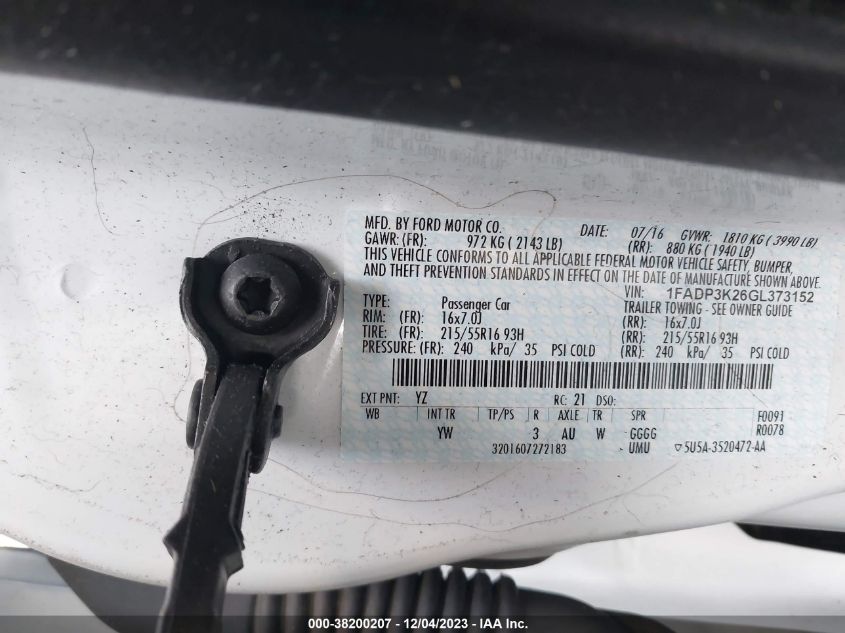 MFD. BY FORD MOTOR CO. DATE: 07/16 GVWR: 1810 KG ( 3990 LB)
GAWR: (FR): 972 KG ( 2143 LB) (RR): 880 KG ( 1940 LB)
THIS VEHICLE CONFORMS TO ALL APPLICABLE FEDERAL MOTOR VEHICLE SAFETY, BUMPER,
AND THEFT PREVENTION STANDARDS IN EFFECT ON THE DATE OF MANUFACTURE SHOWN ABOVE.
VIN: 1FADP3K26GL373152
TYPE: Passenger Car TRAILER TOWING - SEE OWNER GUIDE
RIM: (FR): 16x7.0J (RR): 16x7.0J
TIRE: (FR): 215/55R16 93H (RR): 215/55R16 93H
PRESSURE: (FR): 240 kPa/ 35 PSI COLD (RR): 240 kPa/ 35 PSI COLD
EXT PNT: YZ RC: 21 DSO:
WB INT TR TP/PS R AXLE TR SPR F0091
YW 3 AU W GGGG R0078
3201607272183 UMU 5U5A-3520472-AA
000-38200207 - 12/04/2023 - IAA Inc.